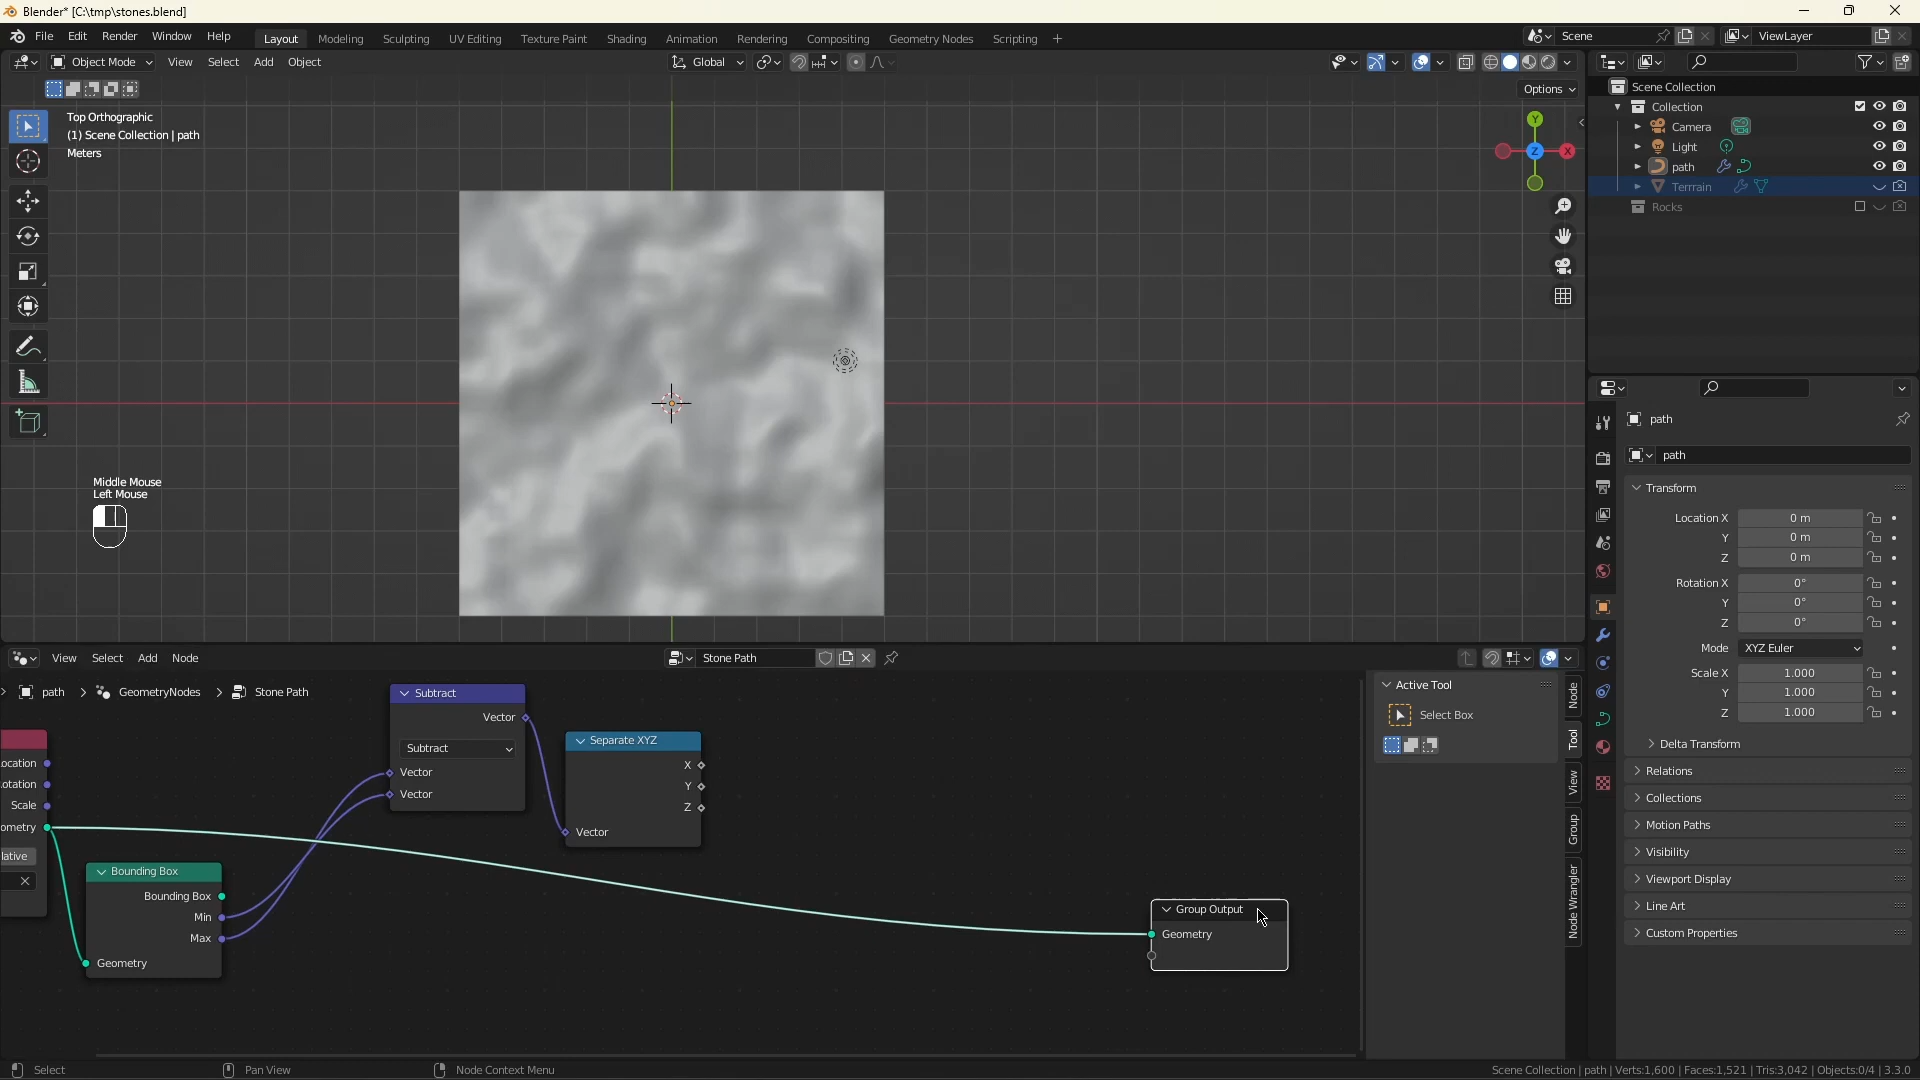 Blender* [C:\tmp\stones.blend]
File Edit Render Window Help
Layout Modeling Sculpting UV Editing Texture Paint Shading Animation Rendering Compositing Geometry Nodes Scripting +
Scene
ViewLayer
Object Mode View Select Add Object
Global
Options
Top Orthographic
(1) Scene Collection | path
Meters
Y
Z
X
Middle Mouse
Left Mouse
Scene Collection
Collection
Camera
Light
path
Terrrain
Rocks
path
path
Transform
Location X 0 m
Y 0 m
Z 0 m
Rotation X 0°
Y 0°
Z 0°
Mode XYZ Euler
Scale X 1.000
Y 1.000
Z 1.000
Delta Transform
Relations
Collections
Motion Paths
Visibility
Viewport Display
Line Art
Custom Properties
View Select Add Node
Stone Path
path GeometryNodes Stone Path
ocation
otation
Scale
ometry
lative
Bounding Box
Bounding Box
Min
Max
Geometry
Subtract
Vector
Subtract
Vector
Vector
Separate XYZ
X
Y
Z
Vector
Group Output
Geometry
Active Tool
Select Box
Node
Tool
View
Group
Node Wrangler
Select
Pan View
Node Context Menu
Scene Collection | path | Verts:1,600 | Faces:1,521 | Tris:3,042 | Objects:0/4 | 3.3.0